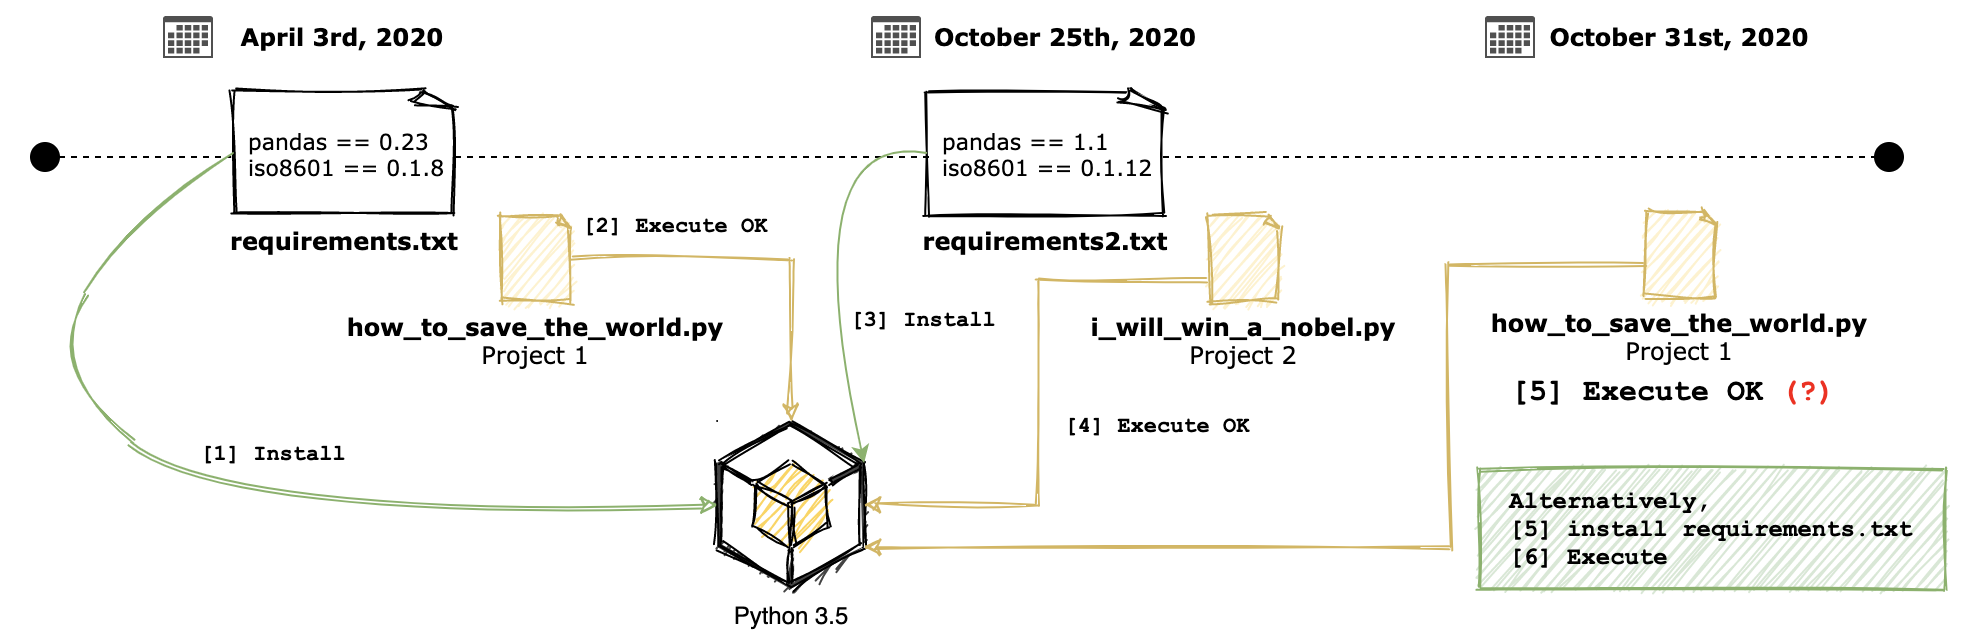 April 3rd, 2020
October 25th, 2020
October 31st, 2020
pandas == 0.23
iso8601 == 0.1.8
requirements.txt
pandas == 1.1
iso8601 == 0.1.12
requirements2.txt
[2] Execute OK
how_to_save_the_world.py
Project 1
[3] Install
i_will_win_a_nobel.py
Project 2
how_to_save_the_world.py
Project 1
[5] Execute OK (?)
[4] Execute OK
[1] Install
Alternatively,
[5] install requirements.txt
[6] Execute
Python 3.5